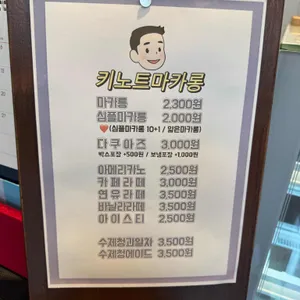 키노트마카롱
마카롱 2,300원
심플마카롱 2,000원
(심플마카롱 10+1 / 얇은마카롱)
다쿠아즈 3,000원
박스포장 +500원 / 보냉포장 +1,000원
아메리카노 2,500원
카페라떼 3,000원
연유라떼 3,500원
바닐라라떼 3,500원
아이스티 2,500원
수제청과일차 3,500원
수제청에이드 3,500원